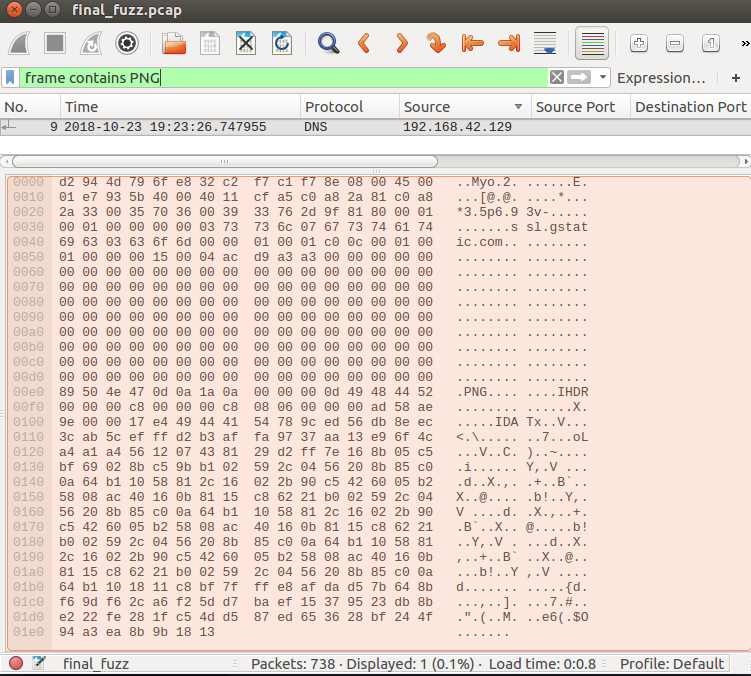 final_fuzz.pcap
frame contains PNG Expression… +
No. Time Protocol Source Source Port Destination Port
9 2018-10-23 19:23:26.747955 DNS 192.168.42.129
0000 d2 94 4d 79 6f e8 32 c2 f7 c1 f7 8e 08 00 45 00 ..Myo.2. ......E.
0010 01 e7 93 5b 40 00 40 11 cf a5 c0 a8 2a 81 c0 a8 ...[@.@. ....*...
0020 2a 33 00 35 70 36 00 39 33 76 2d 9f 81 80 00 01 *3.5p6.9 3v-.....
0030 00 01 00 00 00 00 03 73 73 6c 07 67 73 74 61 74 .......s sl.gstat
0040 69 63 03 63 6f 6d 00 00 01 00 01 c0 0c 00 01 00 ic.com.. ........
0050 01 00 00 00 15 00 04 ac d9 a3 a3 00 00 00 00 00 ........ ........
0060 00 00 00 00 00 00 00 00 00 00 00 00 00 00 00 00 ........ ........
0070 00 00 00 00 00 00 00 00 00 00 00 00 00 00 00 00 ........ ........
0080 00 00 00 00 00 00 00 00 00 00 00 00 00 00 00 00 ........ ........
0090 00 00 00 00 00 00 00 00 00 00 00 00 00 00 00 00 ........ ........
00a0 00 00 00 00 00 00 00 00 00 00 00 00 00 00 00 00 ........ ........
00b0 00 00 00 00 00 00 00 00 00 00 00 00 00 00 00 00 ........ ........
00c0 00 00 00 00 00 00 00 00 00 00 00 00 00 00 00 00 ........ ........
00d0 00 00 00 00 00 00 00 00 00 00 00 00 00 00 00 00 ........ ........
00e0 89 50 4e 47 0d 0a 1a 0a 00 00 00 0d 49 48 44 52 .PNG.... ....IHDR
00f0 00 00 00 c8 00 00 00 c8 08 06 00 00 00 ad 58 ae ........ ......X.
0100 9e 00 00 17 e4 49 44 41 54 78 9c ed 56 db 8e ec .....IDA Tx..V...
0110 3c ab 5c ef ff d2 b3 af fa 97 37 aa 13 e9 6f 4c <.\..... ..7...oL
0120 a4 a1 a4 56 12 07 43 81 29 d2 ff 7e 16 8b 05 c5 ...V..C. )..~....
0130 bf 69 02 8b c5 9b b1 02 59 2c 04 56 20 8b 85 c0 .i...... Y,.V ...
0140 0a 64 b1 10 58 81 2c 16 02 2b 90 c5 42 60 05 b2 .d..X.,. .+..B`..
0150 58 08 ac 40 16 0b 81 15 c8 62 21 b0 02 59 2c 04 X..@.... .b!..Y,.
0160 56 20 8b 85 c0 0a 64 b1 10 58 81 2c 16 02 2b 90 V ....d. .X.,..+.
0170 c5 42 60 05 b2 58 08 ac 40 16 0b 81 15 c8 62 21 .B`..X.. @.....b!
0180 b0 02 59 2c 04 56 20 8b 85 c0 0a 64 b1 10 58 81 ..Y,.V . ...d..X.
0190 2c 16 02 2b 90 c5 42 60 05 b2 58 08 ac 40 16 0b ,..+..B` ..X..@..
01a0 81 15 c8 62 21 b0 02 59 2c 04 56 20 8b 85 c0 0a ...b!..Y ,.V ....
01b0 64 b1 10 18 11 c8 bf 7f ff e8 af da d5 7b 64 8b d....... .....{d.
01c0 f6 9d f6 2c a6 f2 5d d7 ba ef 15 37 95 23 db 8b ...,..]. ...7.#..
01d0 e2 22 fe 28 1f c5 4d d5 87 ed 65 36 28 bf 24 4f .".(..M. ..e6(.$O
01e0 94 a3 ea 8b 9b 18 13 .......
final_fuzz Packets: 738 · Displayed: 1 (0.1%) · Load time: 0:0.8 Profile: Default